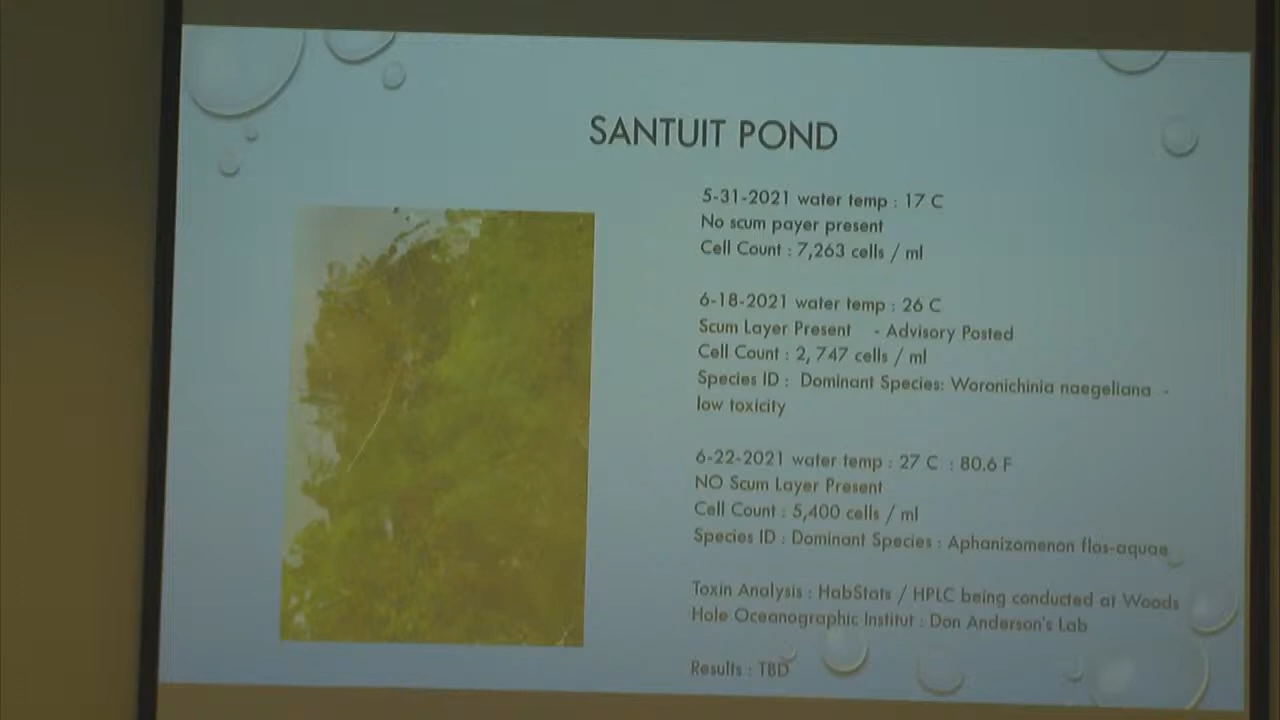 SANTUIT POND
5-31-2021 water temp : 17 C
No scum payer present
Cell Count : 7,263 cells / ml
6-18-2021 water temp : 26 C
Scum Layer Present - Advisory Posted
Cell Count : 2, 747 cells / ml
Species ID : Dominant Species: Woronichinia naegeliana -
low toxicity
6-22-2021 water temp : 27 C : 80.6 F
NO Scum Layer Present
Cell Count : 5,400 cells / ml
Species ID : Dominant Species : Aphanizomenon flos-aquae
Toxin Analysis : HabStats / HPLC being conducted at Woods
Hole Oceanographic Institut : Don Anderson's Lab
Results : TBD